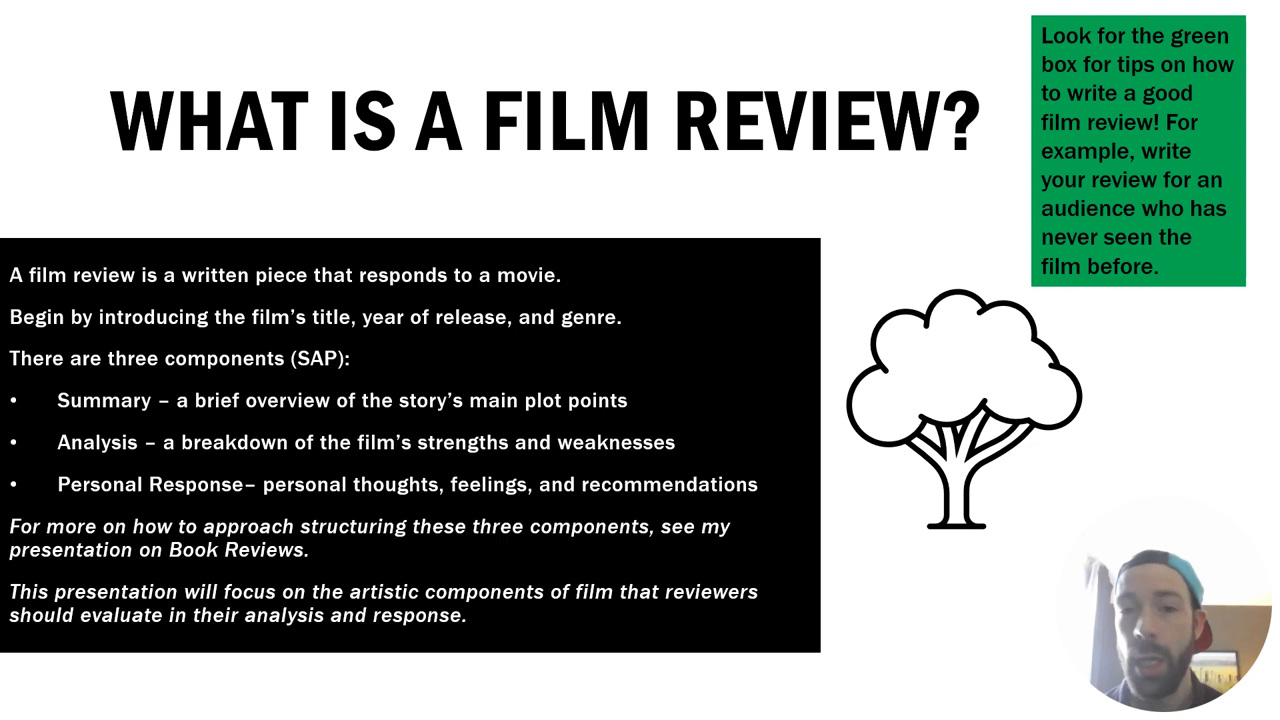 WHAT IS A FILM REVIEW?
Look for the green
box for tips on how
to write a good
film review! For
example, write
your review for an
audience who has
never seen the
film before.
A film review is a written piece that responds to a movie.
Begin by introducing the film’s title, year of release, and genre.
There are three components (SAP):
• Summary – a brief overview of the story’s main plot points
• Analysis – a breakdown of the film’s strengths and weaknesses
• Personal Response– personal thoughts, feelings, and recommendations
For more on how to approach structuring these three components, see my
presentation on Book Reviews.
This presentation will focus on the artistic components of film that reviewers
should evaluate in their analysis and response.